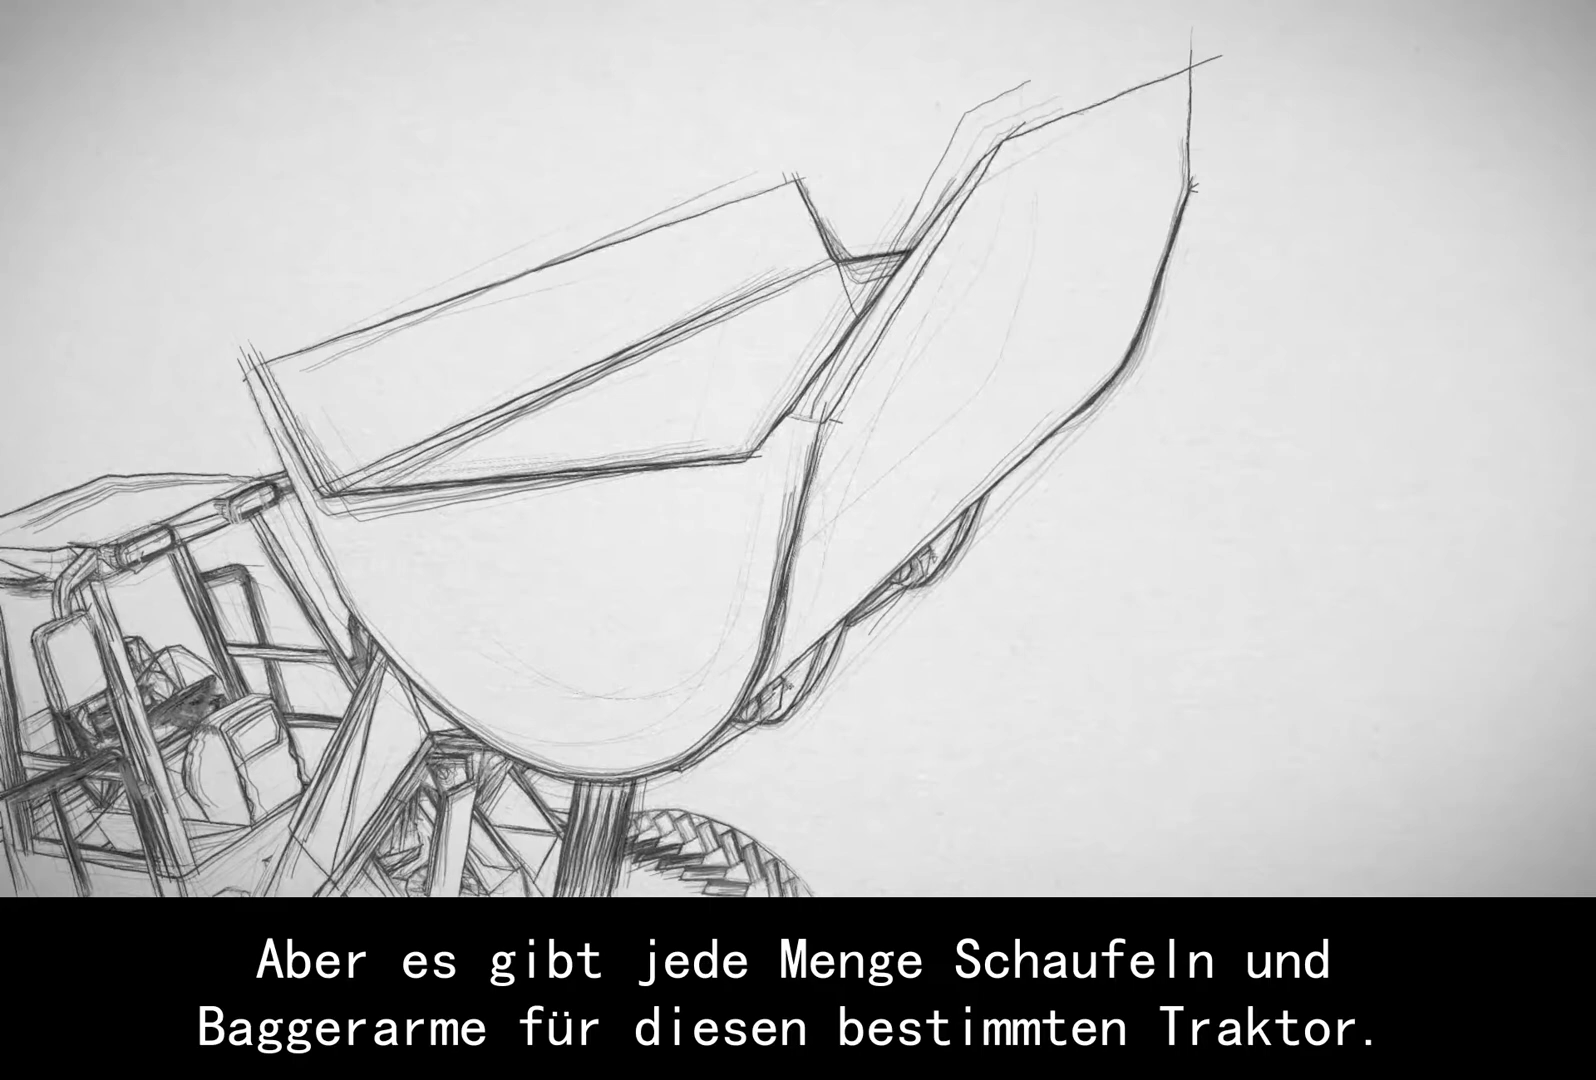 Aber es gibt jede Menge Schaufeln und
Baggerarme für diesen bestimmten Traktor.